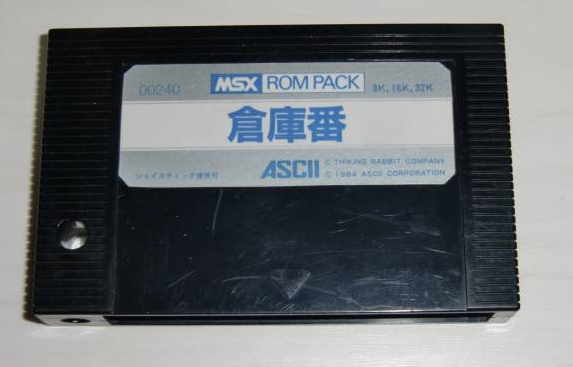 00240 MSX ROM PACK 8K, 16K, 32K
倉庫番
ASCII © THIKING RABBIT COMPANY
ジョイスティック使用可 © 1984 ASCII CORPORATION